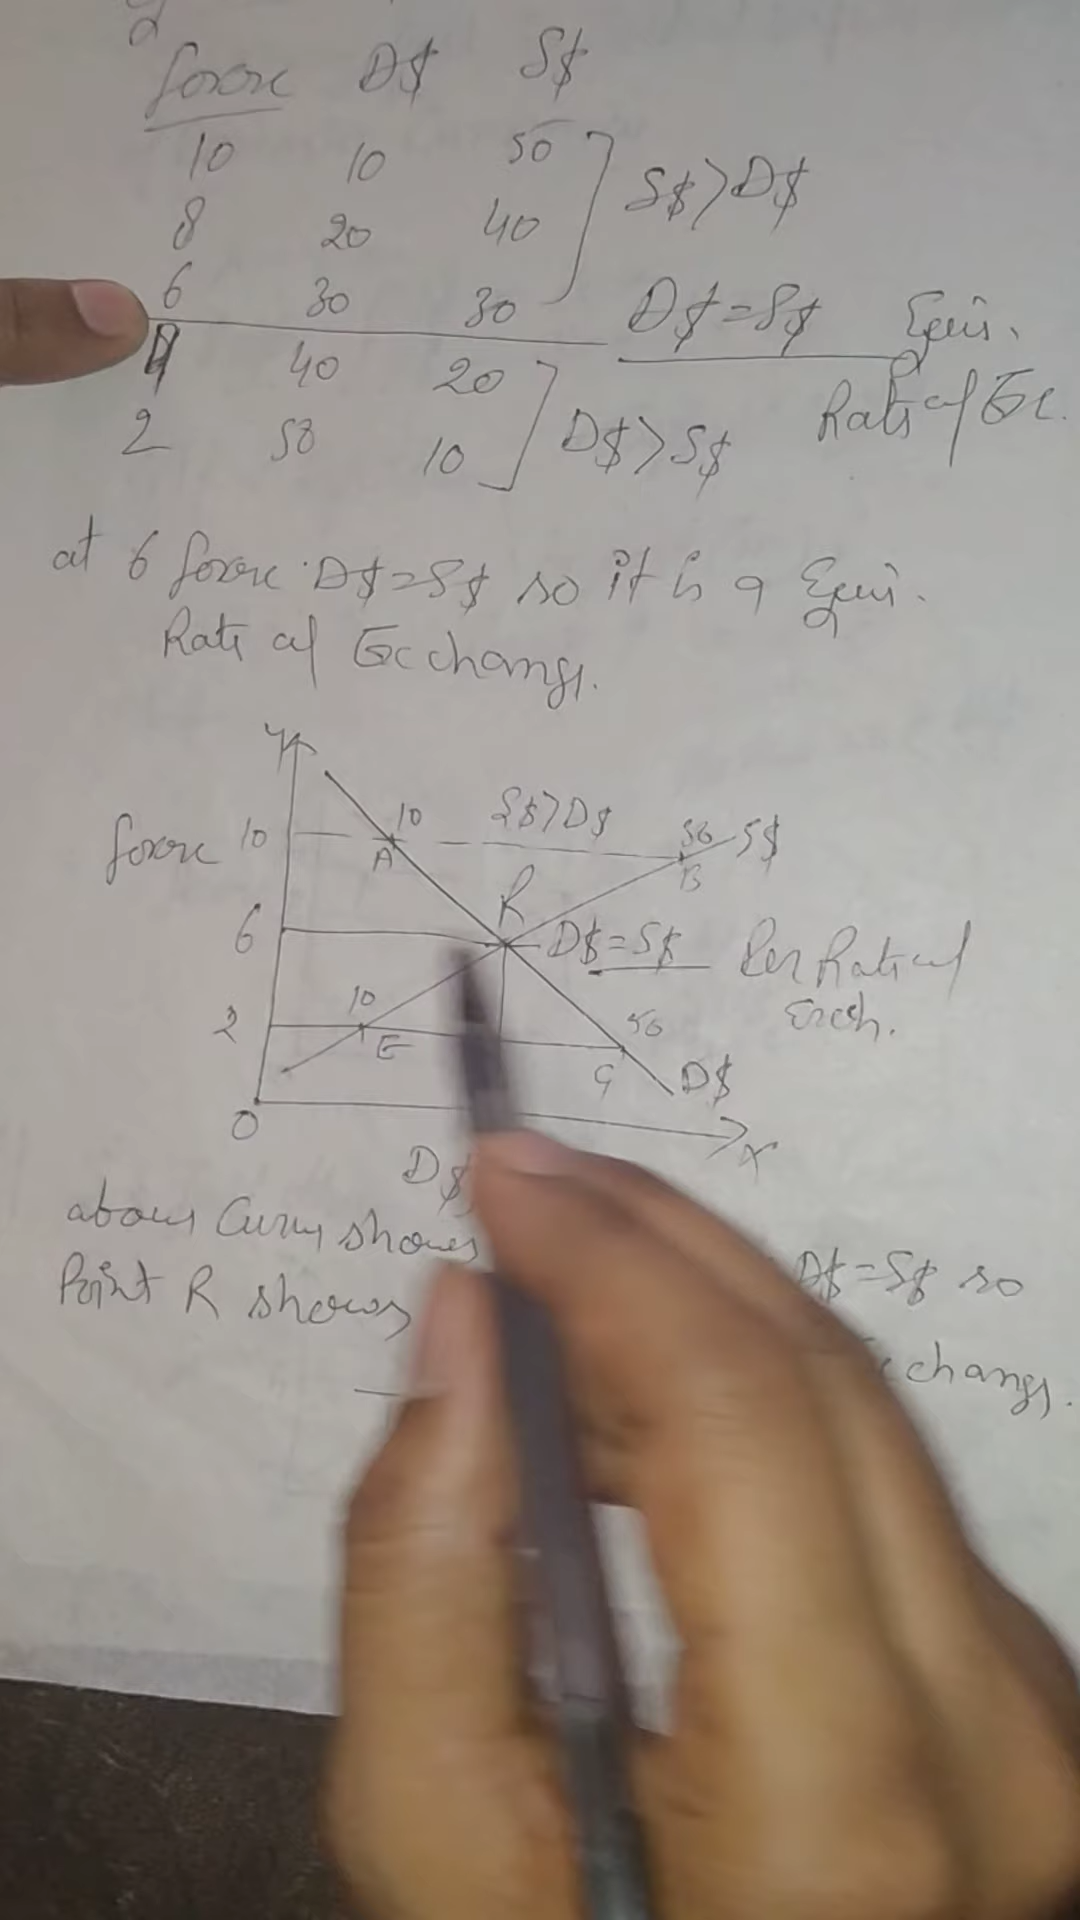 forex D$ S$
10 10 50
8 20 40
S$>D$
6 30 30
D$=S$ Equi.
Rate of Ex.
4 40 20
2 50 10
D$>S$
at 6 forex D$=S$ so it is a Equi.
Rate of Exchange.
Y
forex 10 A 10 S$>D$ 50 B S$
R
6 D$=S$ Rate of
Exch.
2 10 E 50 G
D$
O X
D$
above Curve shows
D$=S$ so
Point R shows
change.